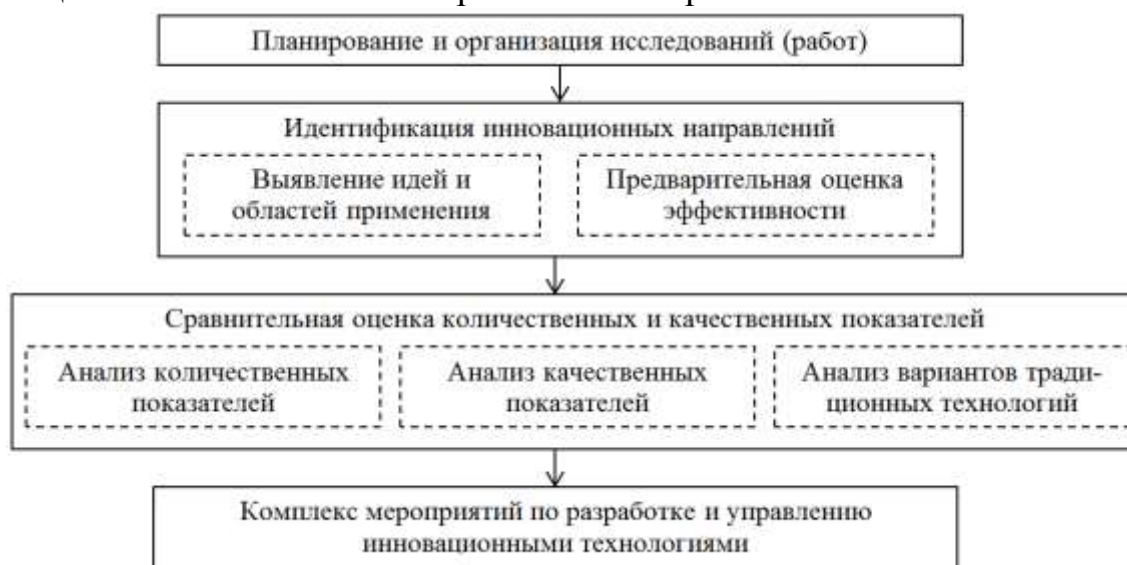 Планирование и организация исследований (работ)
Идентификация инновационных направлений
Выявление идей и
областей применения
Предварительная оценка
эффективности
Сравнительная оценка количественных и качественных показателей
Анализ количественных
показателей
Анализ качественных
показателей
Анализ вариантов тради-
ционных технологий
Комплекс мероприятий по разработке и управлению
инновационными технологиями